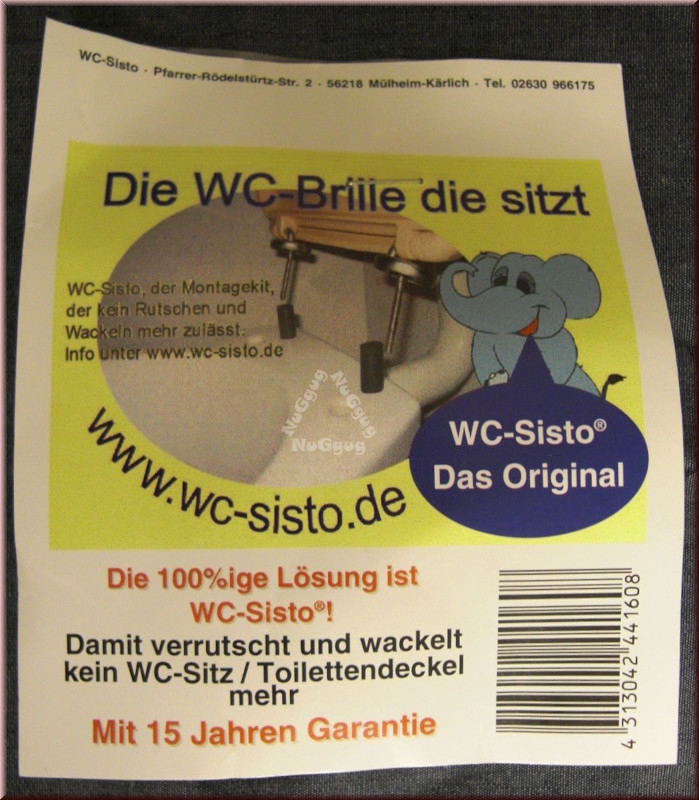 WC-Sisto · Pfarrer-Rödelstürtz-Str. 2 · 56218 Mülheim-Kärlich · Tel. 02630 966175
Die WC-Brille die sitzt
WC-Sisto, der Montagekit,
der kein Rutschen und
Wackeln mehr zulässt.
Info unter www.wc-sisto.de
NuGgug
NuGgug
NuGgug
www.wc-sisto.de
WC-Sisto®
Das Original
Die 100%ige Lösung ist
WC-Sisto®!
Damit verrutscht und wackelt
kein WC-Sitz / Toilettendeckel
mehr
Mit 15 Jahren Garantie
4 313042 441608